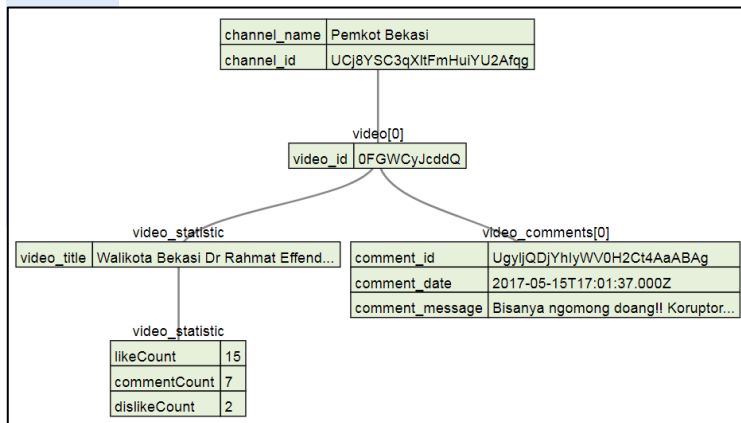 channel_name Pemkot Bekasi
channel_id UCj8YSC3qXltFmHuiYU2Afqg
video[0]
video_id 0FGWCyJcddQ
video_statistic
video_title Walikota Bekasi Dr Rahmat Effend...
video_comments[0]
comment_id UgyljQDjYhlyWV0H2Ct4AaABAg
comment_date 2017-05-15T17:01:37.000Z
comment_message Bisanya ngomong doang!! Koruptor...
video_statistic
likeCount 15
commentCount 7
dislikeCount 2